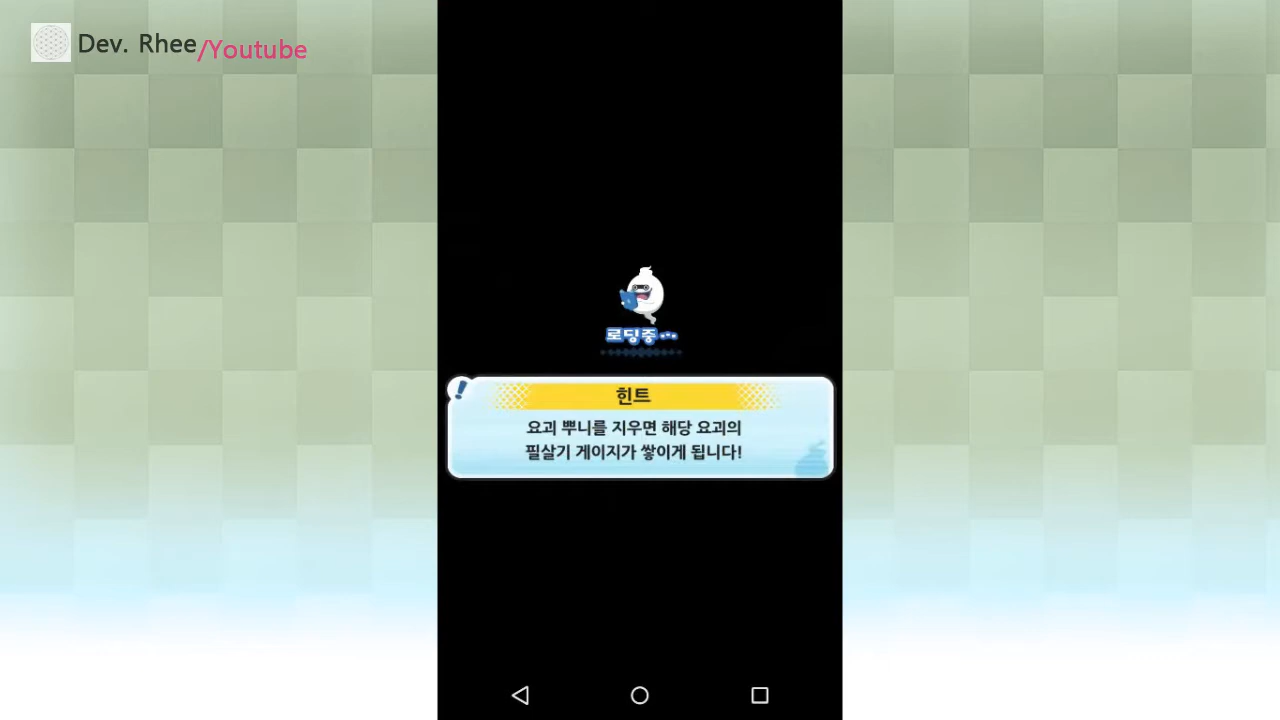 Dev. Rhee/Youtube
로딩중...
힌트
요괴 뿌니를 지우면 해당 요괴의
필살기 게이지가 쌓이게 됩니다!